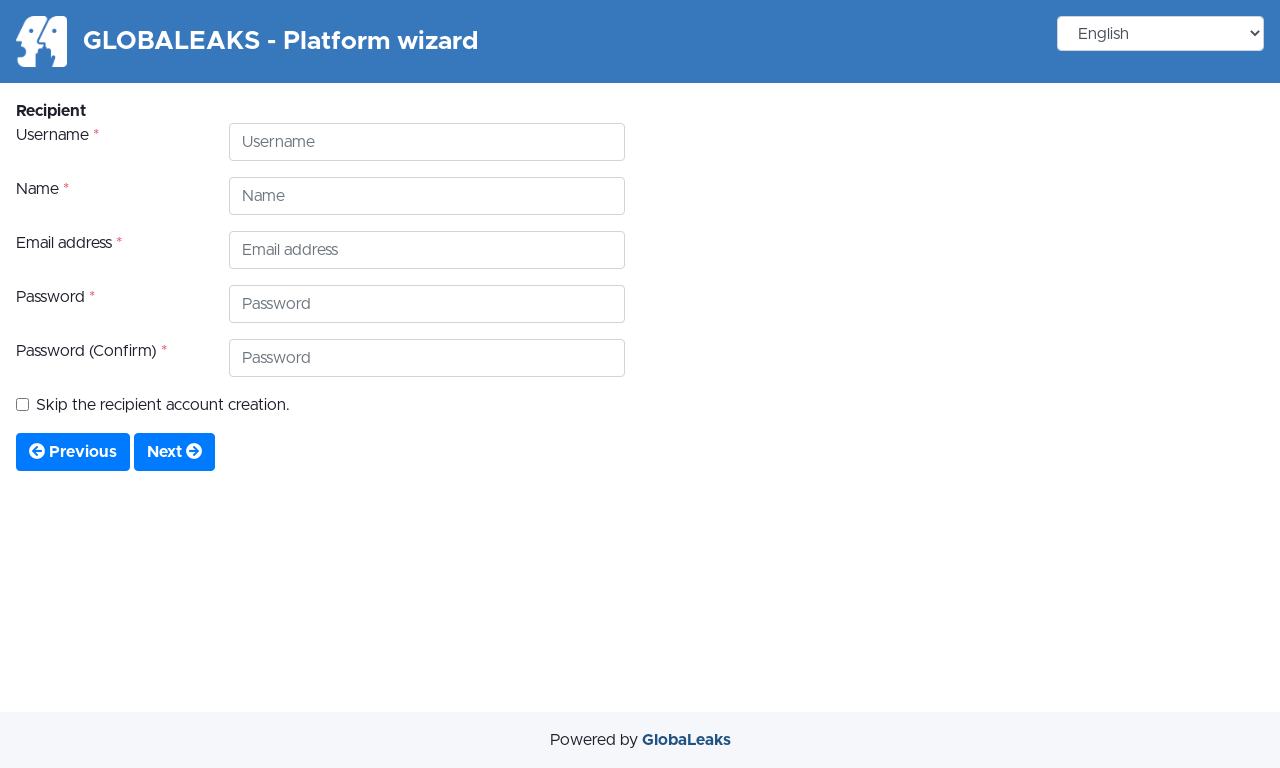 GLOBALEAKS - Platform wizard
English
Recipient
Username *
Username
Name *
Name
Email address *
Email address
Password *
Password
Password (Confirm) *
Password
Skip the recipient account creation.
Previous
Next
Powered by GlobaLeaks